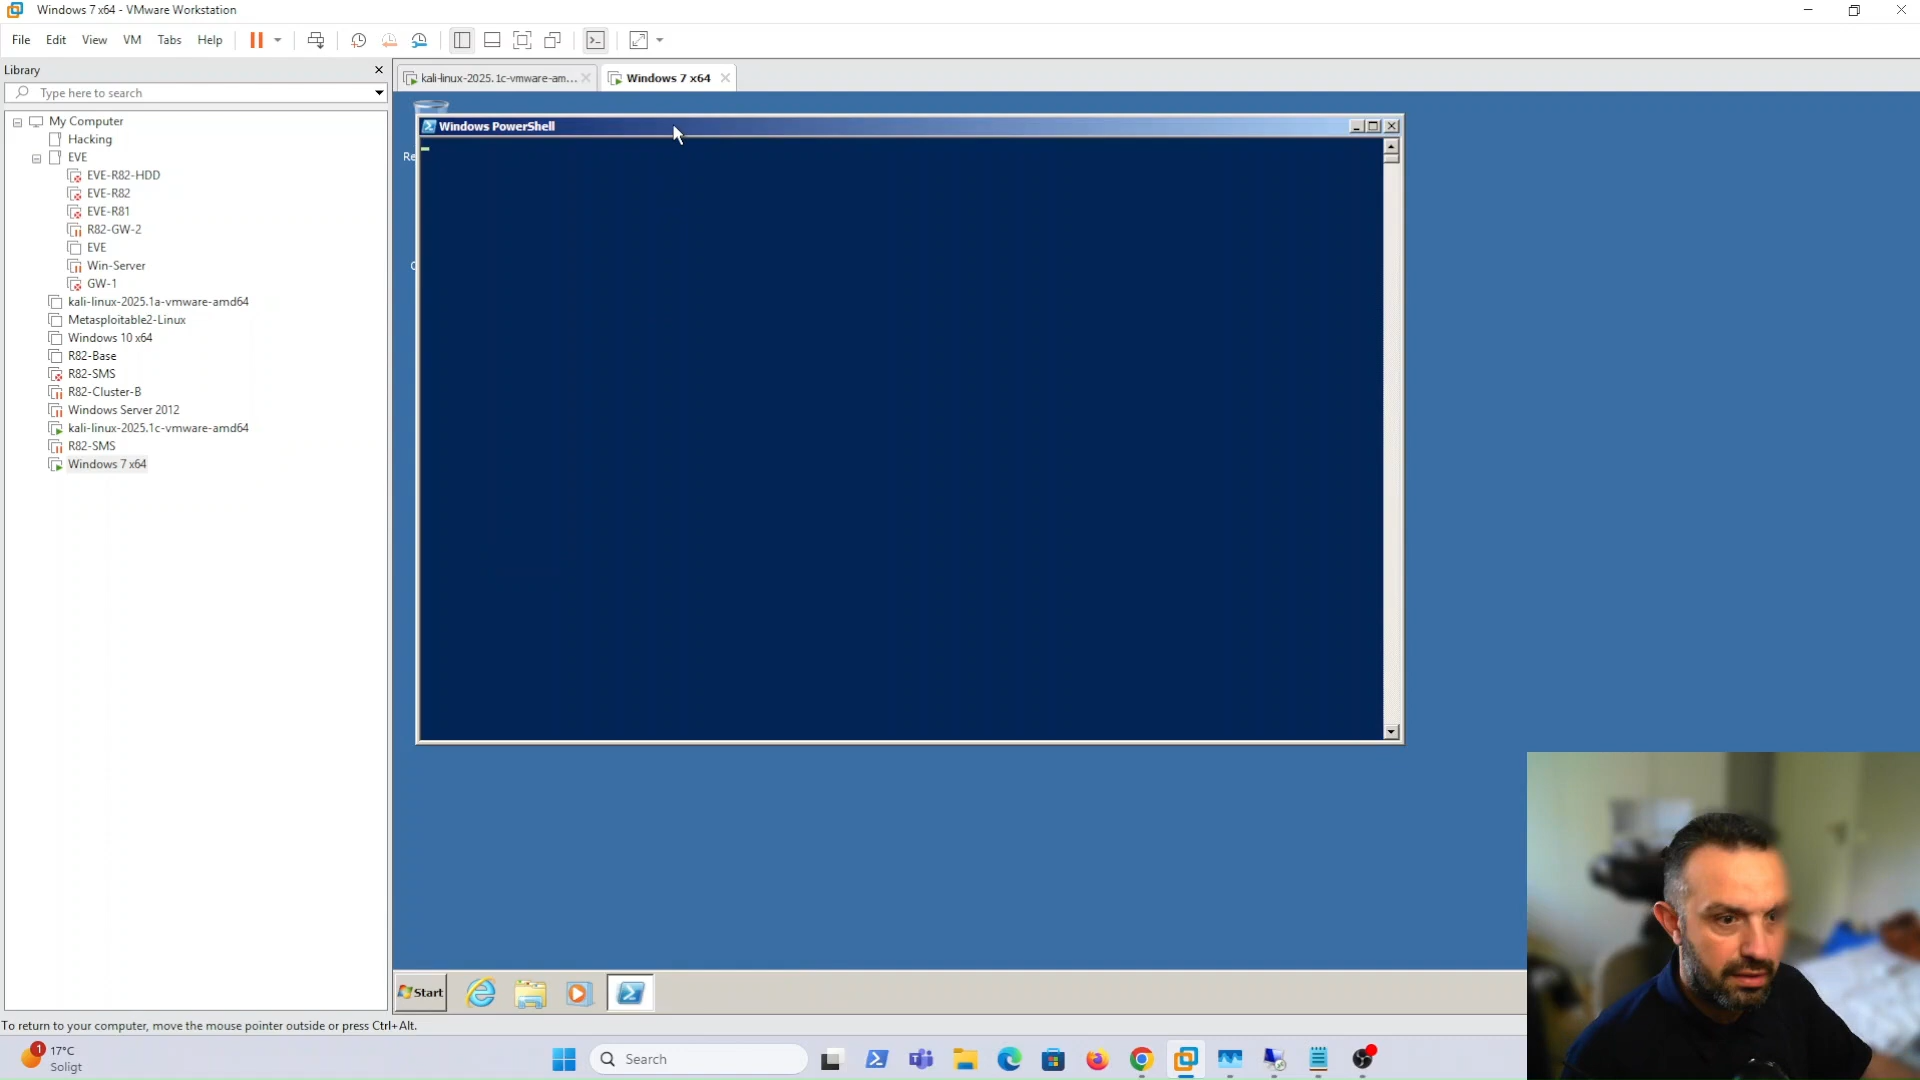 Windows 7 x64 - VMware Workstation
File Edit View VM Tabs Help
Library
Type here to search
kali-linux-2025.1c-vmware-am...
Windows 7 x64
My Computer
Hacking
EVE
EVE-R82-HDD
EVE-R82
EVE-R81
R82-GW-2
EVE
Win-Server
GW-1
kali-linux-2025.1a-vmware-amd64
Metasploitable2-Linux
Windows 10 x64
R82-Base
R82-SMS
R82-Cluster-B
Windows Server 2012
kali-linux-2025.1c-vmware-amd64
R82-SMS
Windows 7 x64
Windows PowerShell
Re
Start
To return to your computer, move the mouse pointer outside or press Ctrl+Alt.
1
17°C
Soligt
Search